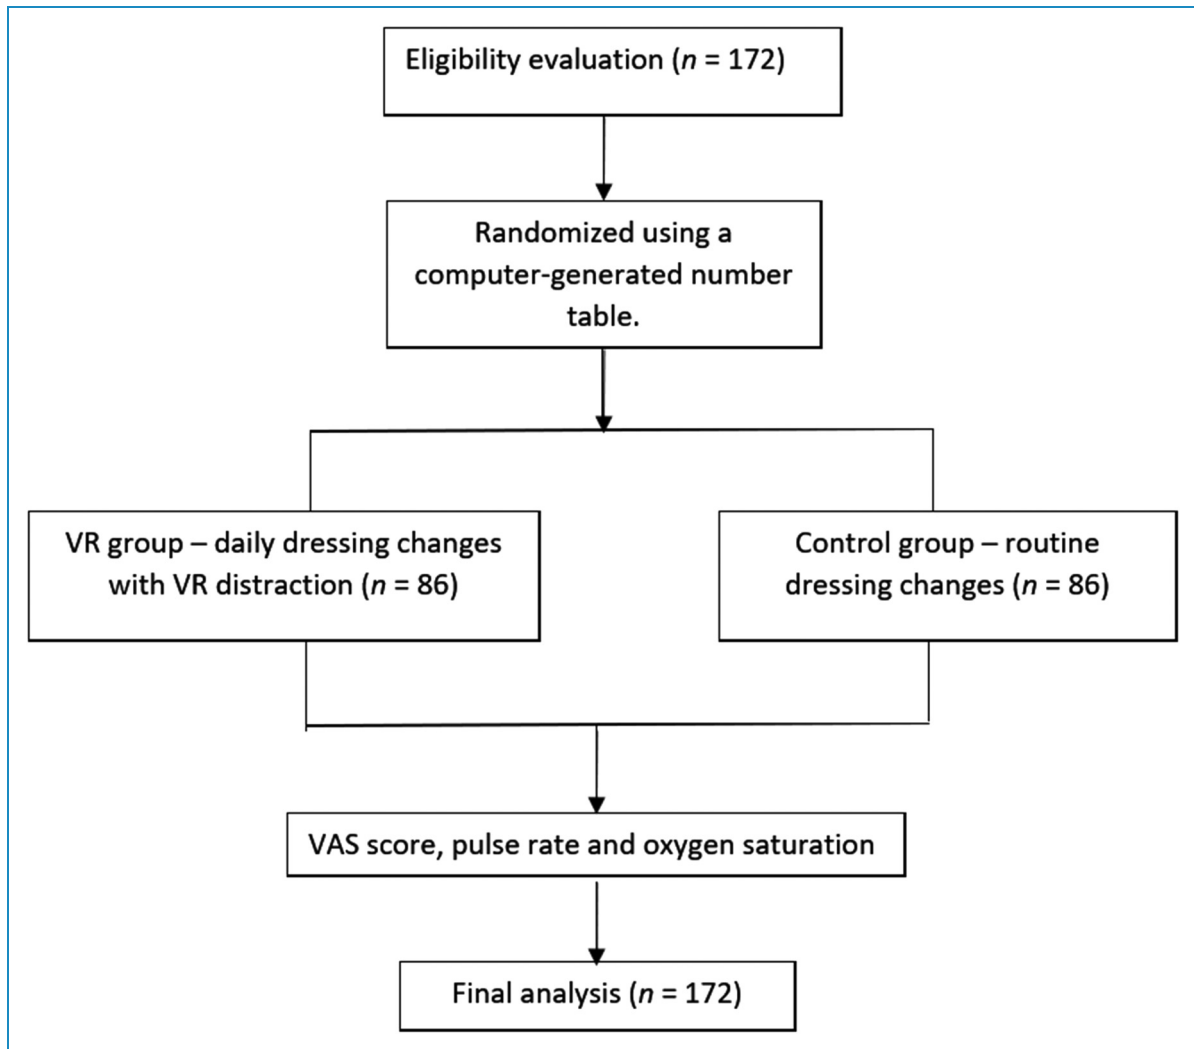 Eligibility evaluation (n = 172)
Randomized using a
computer-generated number
table.
VR group – daily dressing changes
with VR distraction (n = 86)
Control group – routine
dressing changes (n = 86)
VAS score, pulse rate and oxygen saturation
Final analysis (n = 172)